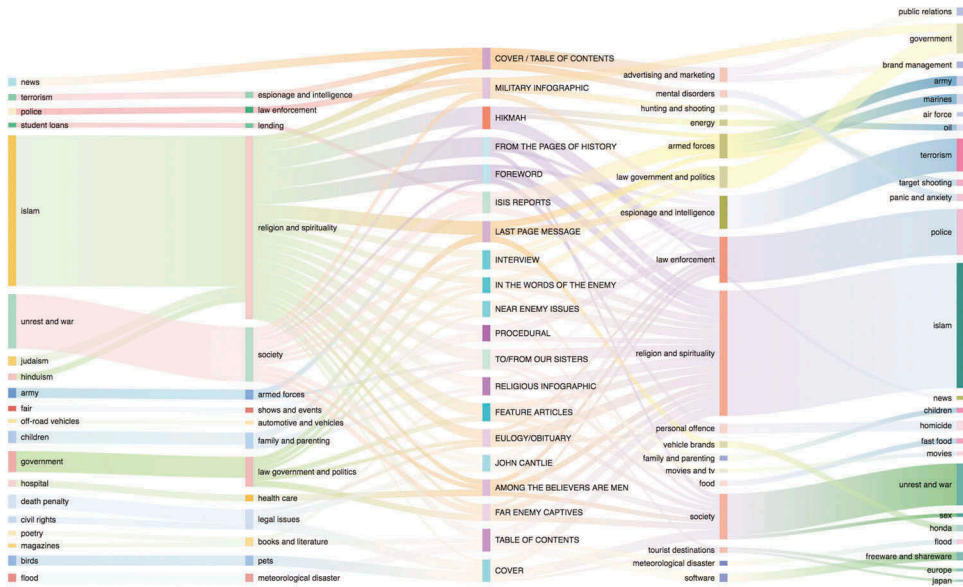 news
terrorism
police
student loans
islam
unrest and war
judaism
hinduism
army
fair
off-road vehicles
children
government
hospital
death penalty
civil rights
poetry
magazines
birds
flood
espionage and intelligence
law enforcement
lending
religion and spirituality
society
armed forces
shows and events
automotive and vehicles
family and parenting
law government and politics
health care
legal issues
books and literature
pets
meteorological disaster
COVER / TABLE OF CONTENTS
MILITARY INFOGRAPHIC
HIKMAH
FROM THE PAGES OF HISTORY
FOREWORD
ISIS REPORTS
LAST PAGE MESSAGE
INTERVIEW
IN THE WORDS OF THE ENEMY
NEAR ENEMY ISSUES
PROCEDURAL
TO/FROM OUR SISTERS
RELIGIOUS INFOGRAPHIC
FEATURE ARTICLES
EULOGY/OBITUARY
JOHN CANTLIE
AMONG THE BELIEVERS ARE MEN
FAR ENEMY CAPTIVES
TABLE OF CONTENTS
COVER
advertising and marketing
mental disorders
hunting and shooting
energy
armed forces
law government and politics
espionage and intelligence
law enforcement
religion and spirituality
personal offence
vehicle brands
family and parenting
movies and tv
food
society
tourist destinations
meteorological disaster
software
public relations
government
brand management
army
marines
air force
oil
terrorism
target shooting
panic and anxiety
police
islam
news
children
homicide
fast food
movies
unrest and war
sex
honda
flood
freeware and shareware
europe
japan